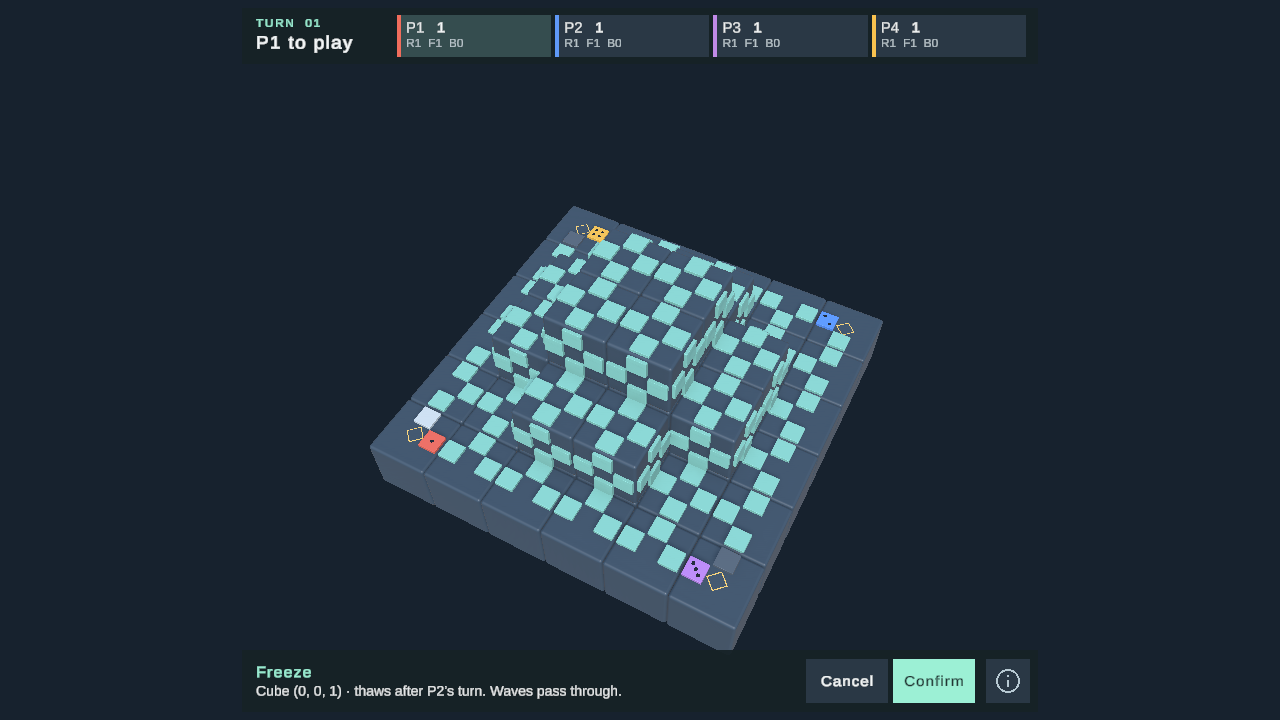 TURN 01
P1 to play
P1 1
R1 F1 B0
P2 1
R1 F1 B0
P3 1
R1 F1 B0
P4 1
R1 F1 B0
Freeze
Cube (0, 0, 1) · thaws after P2's turn. Waves pass through.
Cancel
Confirm